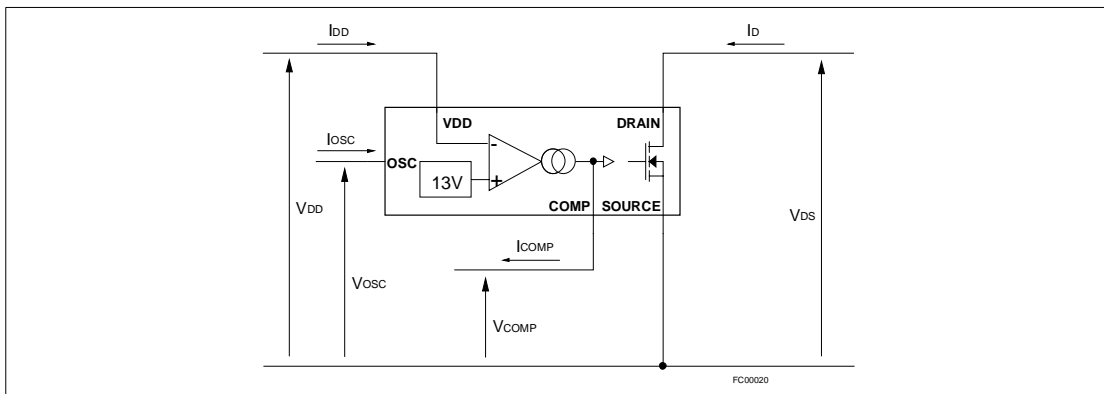 IDD
ID
VDD
DRAIN
IOSC
OSC
-
13V
+
COMP
SOURCE
VDD
VDS
ICOMP
VOSC
VCOMP
FC00020